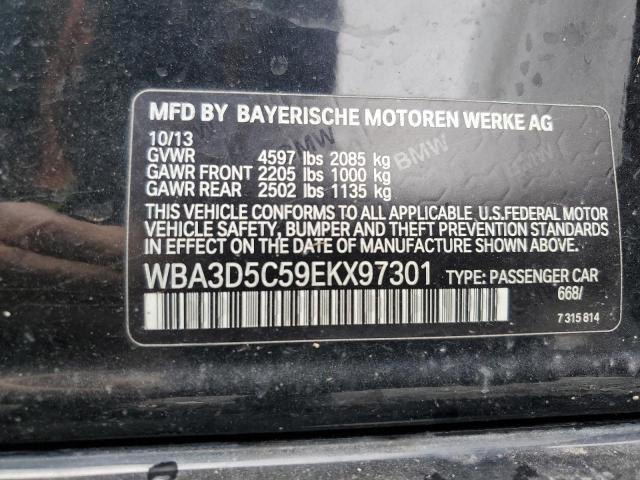 MFD BY BAYERISCHE MOTOREN WERKE AG
10/13
GVWR 4597 lbs 2085 kg
GAWR FRONT 2205 lbs 1000 kg
GAWR REAR 2502 lbs 1135 kg
THIS VEHICLE CONFORMS TO ALL APPLICABLE U.S.FEDERAL MOTOR
VEHICLE SAFETY, BUMPER AND THEFT PREVENTION STANDARDS
IN EFFECT ON DATE OF MANUFACTURE SHOWN ABOVE.
WBA3D5C59EKX97301 TYPE: PASSENGER CAR
668/
7 315 814
BMW
BMW